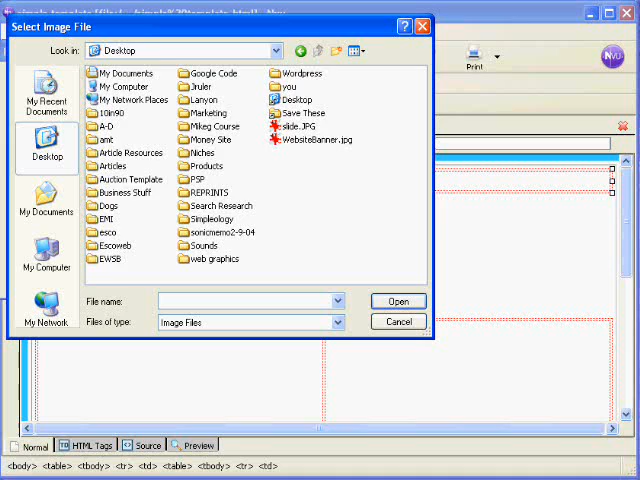 Select Image File
Look in: Desktop
Print
NVU
My Recent Documents
Desktop
My Documents
My Computer
My Network
My Documents
My Computer
My Network Places
10in90
A-D
amt
Article Resources
Articles
Auction Template
Business Stuff
Dogs
EMI
esco
Escoweb
EWSB
Google Code
Jruler
Lanyon
Marketing
Mikeg Course
Money Site
Niches
Products
PSP
REPRINTS
Search Research
Simpleology
sonicmemo2-9-04
Sounds
web graphics
Wordpress
you
Desktop
Save These
slide.JPG
WebsiteBanner.jpg
File name:
Open
Files of type: Image Files
Cancel
Normal HTML Tags Source Preview
<body> <table> <tbody> <tr> <td> <table> <tbody> <tr> <td>